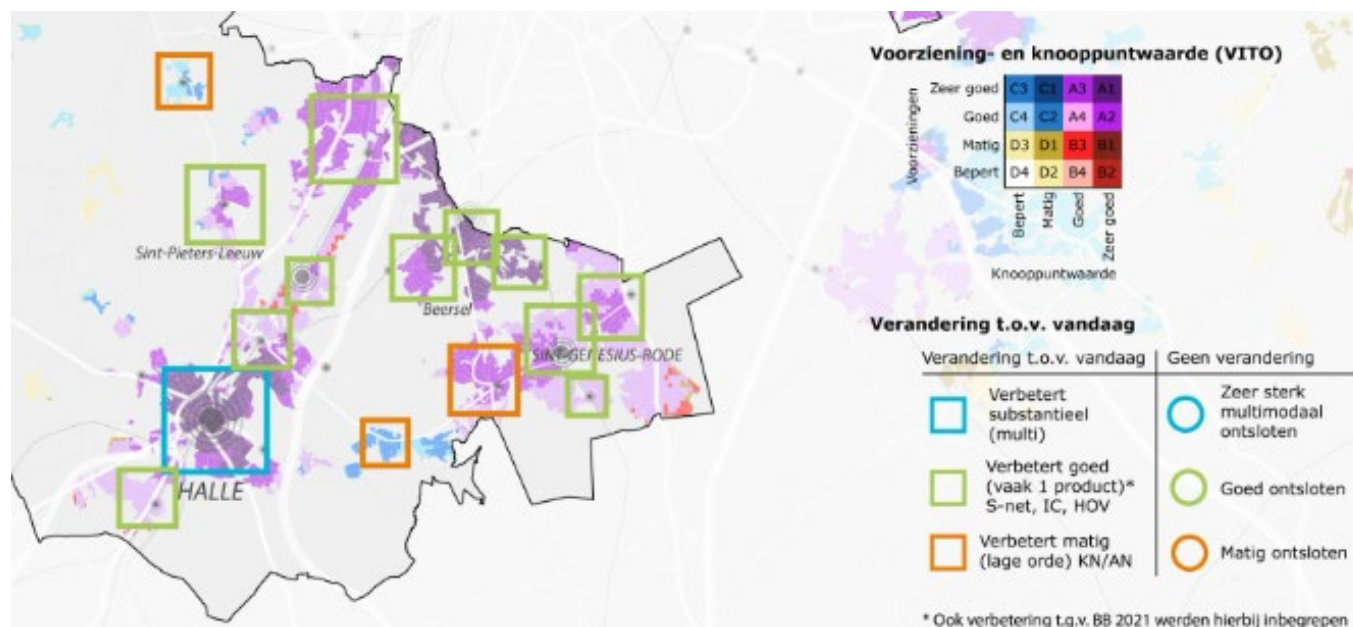 Sint-Pieters-Leeuw
Beersel
SINT-GENESIUS-RODE
HALLE
Voorziening- en knooppuntwaarde (VITO)
Voorzieningen
Zeer goed C3 C1 A3 A1
Goed C4 C2 A4 A2
Matig D3 D1 B3 B1
Bepert D4 D2 B4 B2
Bepert Matig Goed Zeer goed
Knooppuntwaarde
Verandering t.o.v. vandaag
Verandering t.o.v. vandaag Geen verandering
Verbetert
substantieel
(multi)
Zeer sterk
multimodaal
ontsloten
Verbetert goed
(vaak 1 product)*
S-net, IC, HOV
Goed ontsloten
Verbetert matig
(lage orde) KN/AN
Matig ontsloten
* Ook verbetering t.g.v. BB 2021 werden hierbij inbegrepen